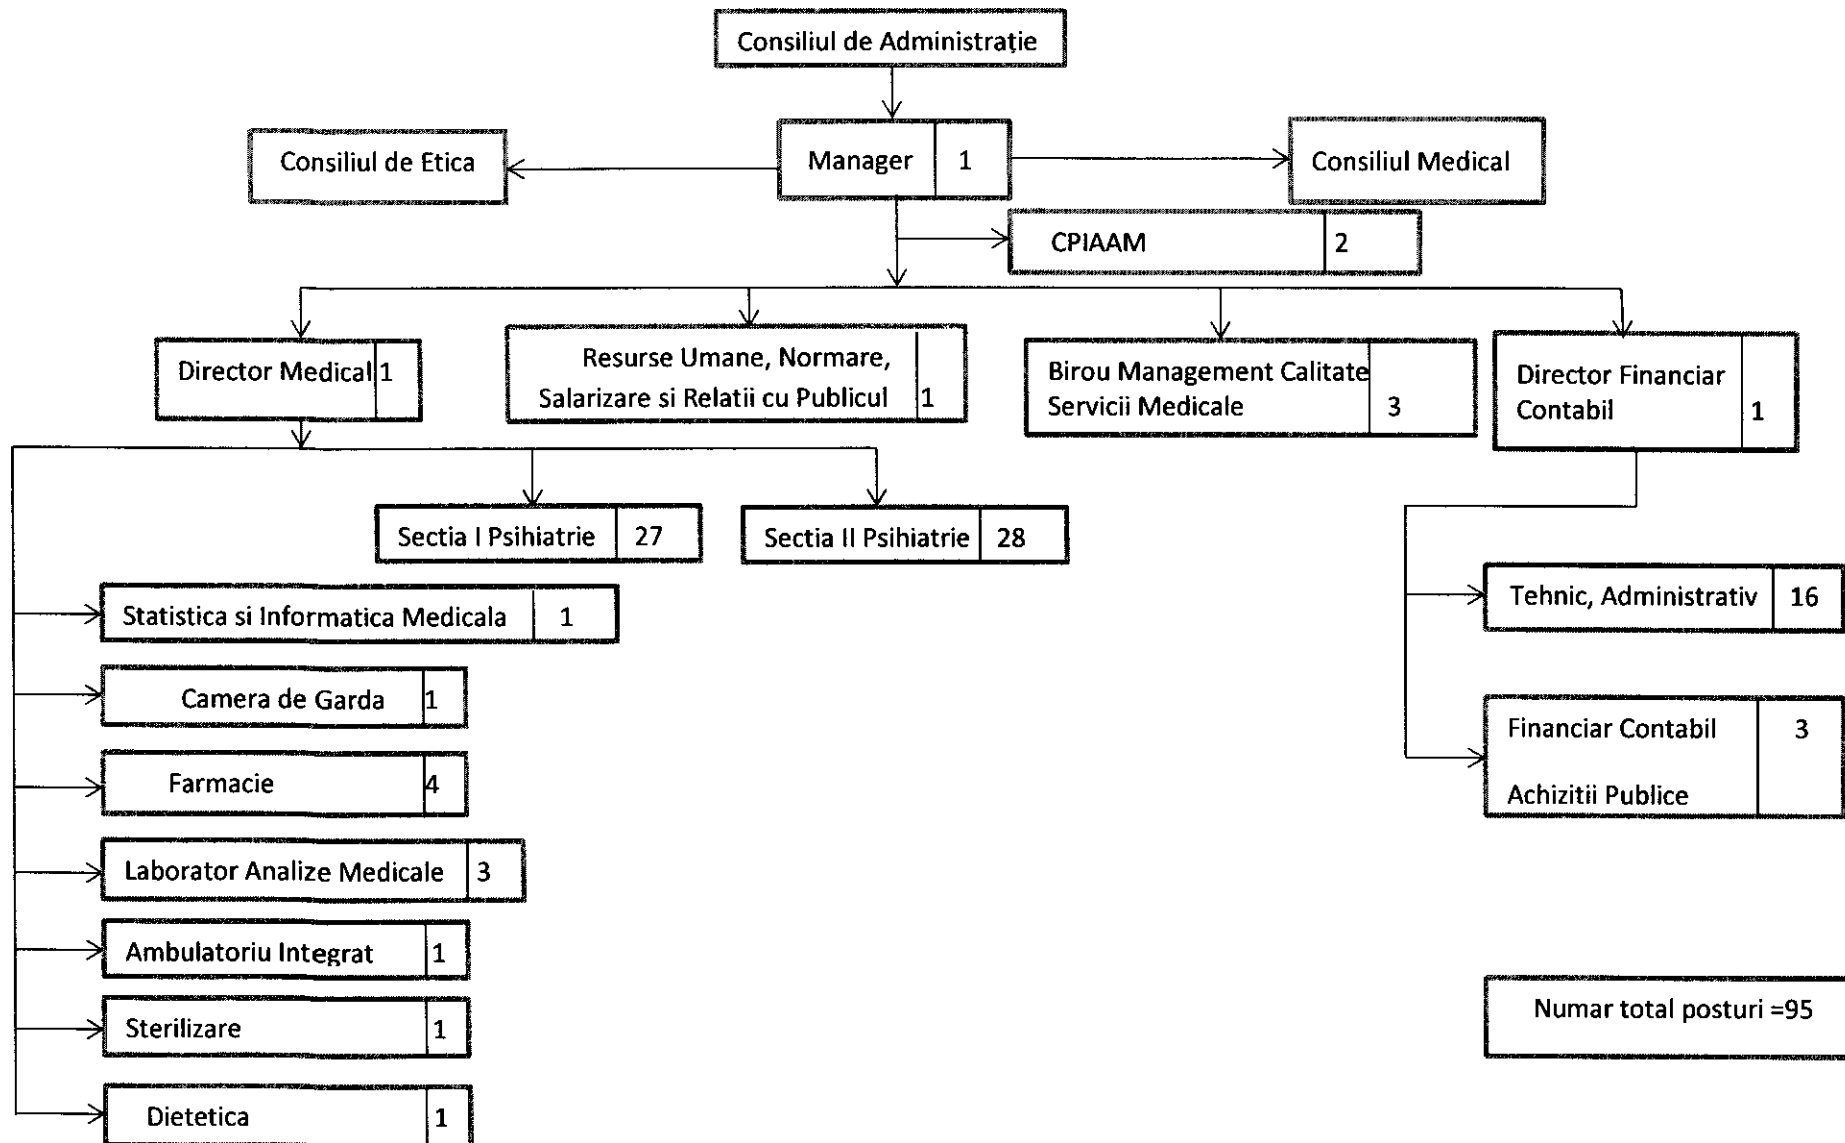 Consiliul de Administrație
Consiliul de Etica
Manager 1
Consiliul Medical
CPIAAM 2
Director Medical 1
Resurse Umane, Normare,
Salarizare si Relatii cu Publicul 1
Birou Management Calitate
Servicii Medicale 3
Director Financiar
Contabil 1
Sectia I Psihiatrie 27
Sectia II Psihiatrie 28
Statistica si Informatica Medicala 1
Camera de Garda 1
Farmacie 4
Laborator Analize Medicale 3
Ambulatoriu Integrat 1
Sterilizare 1
Dietetica 1
Tehnic, Administrativ 16
Financiar Contabil 3
Achizitii Publice
Numar total posturi =95